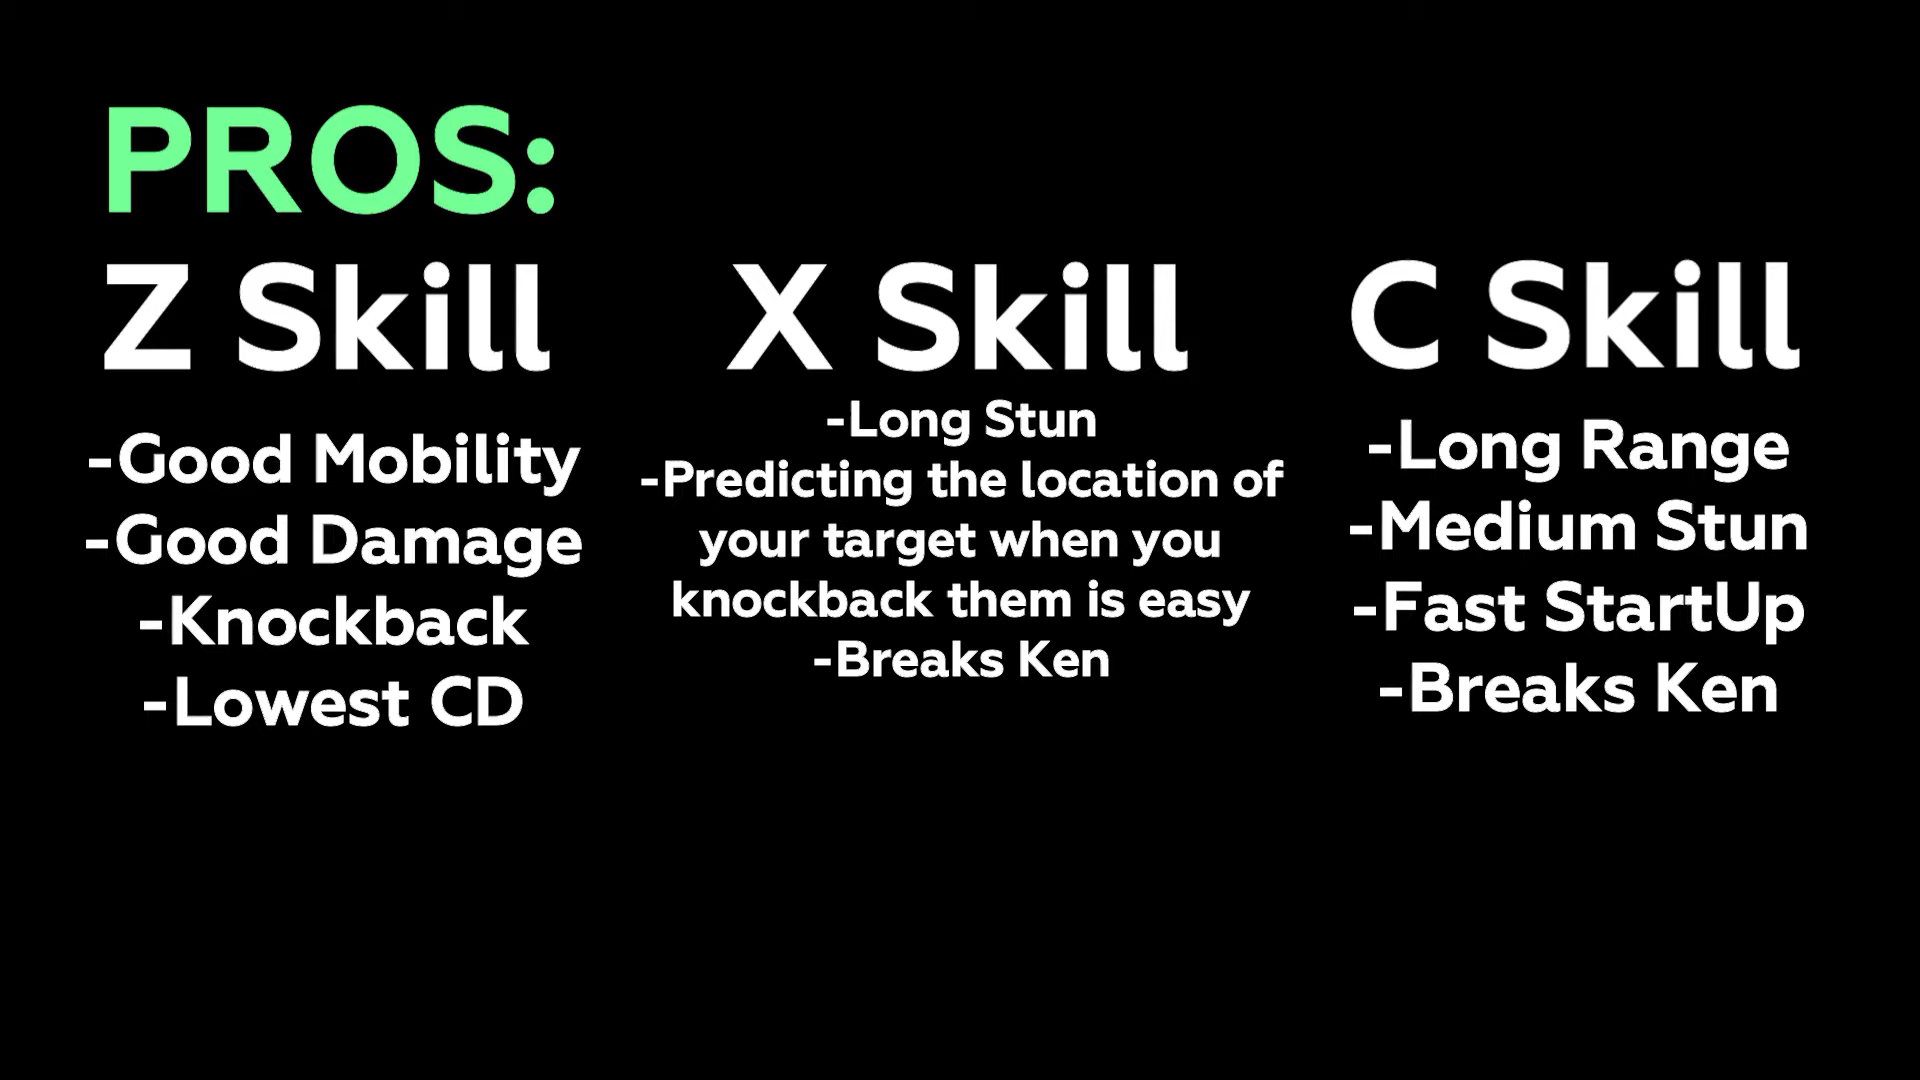 PROS:
Z Skill
-Good Mobility
-Good Damage
-Knockback
-Lowest CD
X Skill
-Long Stun
-Predicting the location of
your target when you
knockback them is easy
-Breaks Ken
C Skill
-Long Range
-Medium Stun
-Fast StartUp
-Breaks Ken